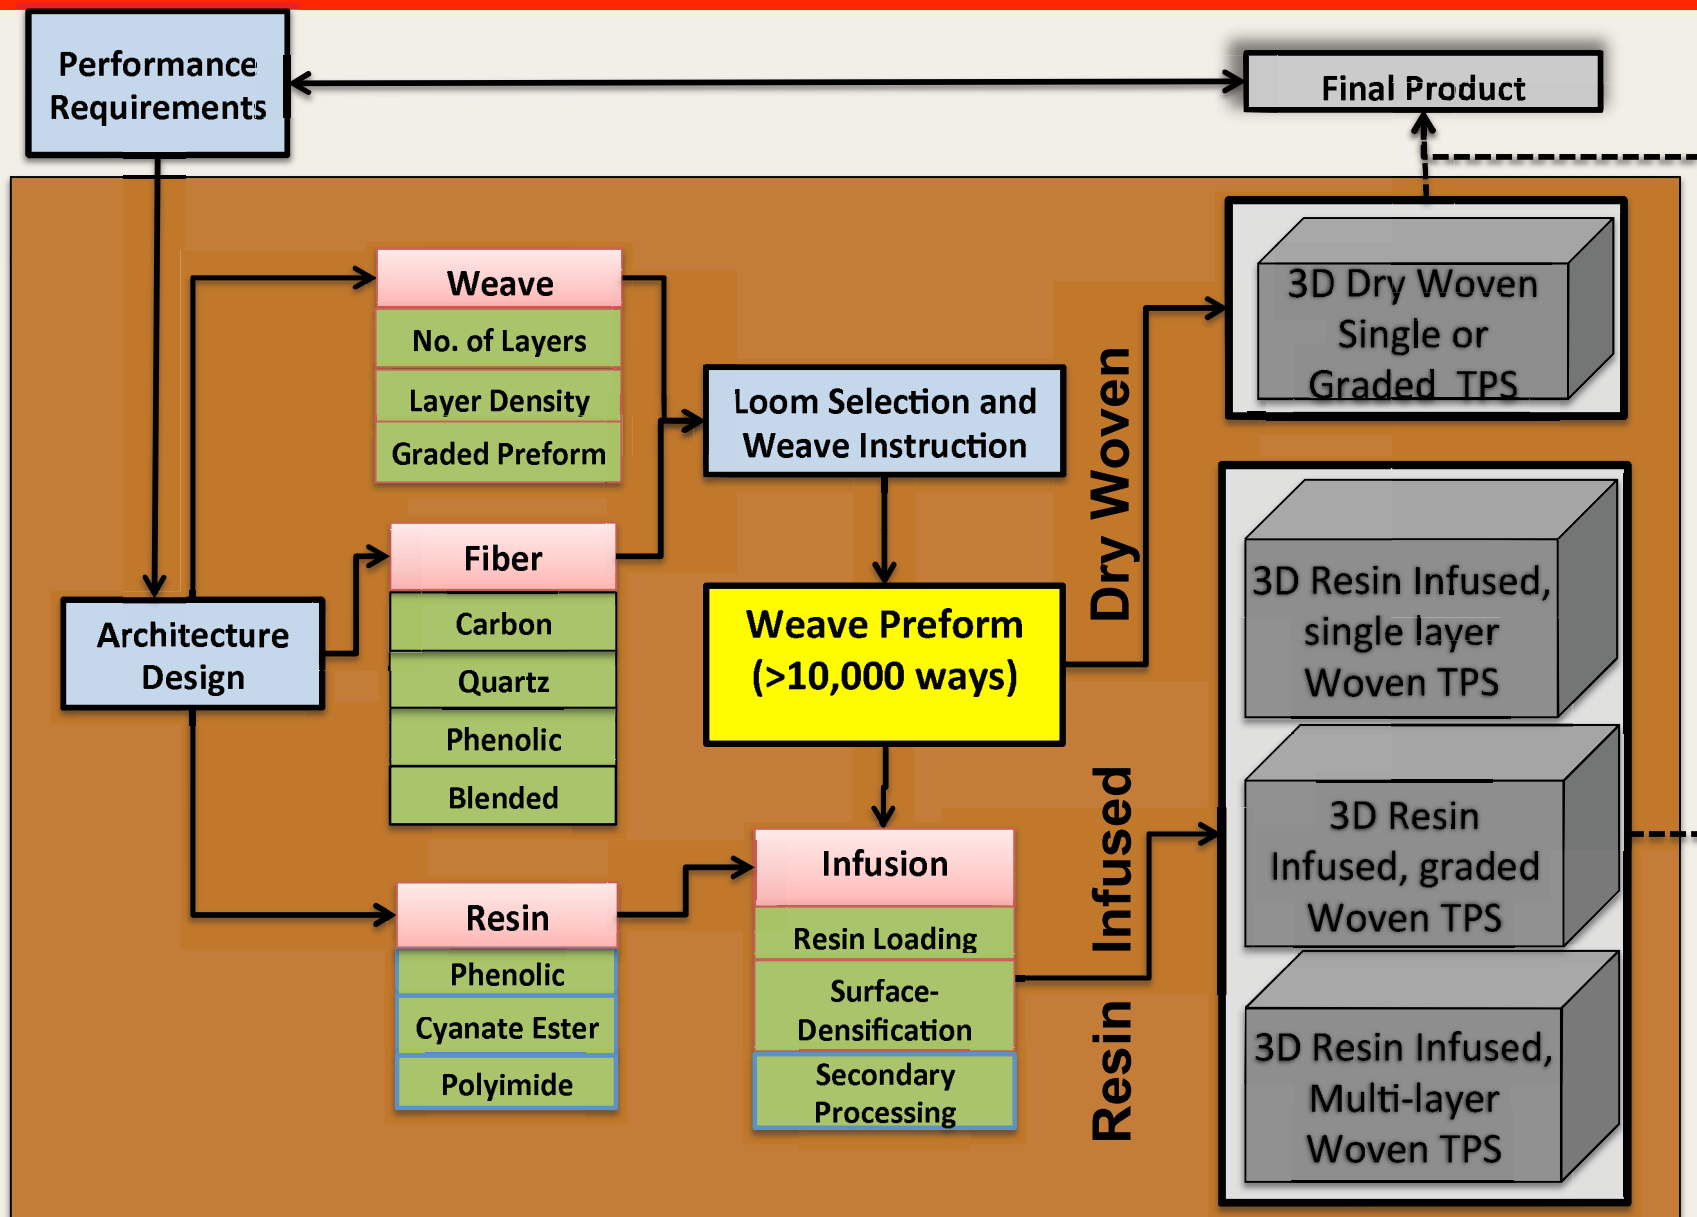 Performance
Requirements
Final Product
Weave
No. of Layers
Layer Density
Graded Preform
Fiber
Carbon
Quartz
Phenolic
Blended
Architecture
Design
Resin
Phenolic
Cyanate Ester
Polyimide
Loom Selection and
Weave Instruction
Weave Preform
(>10,000 ways)
Infusion
Resin Loading
Surface-
Densification
Secondary
Processing
Dry Woven
Resin Infused
3D Dry Woven
Single or
Graded TPS
3D Resin Infused,
single layer
Woven TPS
3D Resin
Infused, graded
Woven TPS
3D Resin Infused,
Multi-layer
Woven TPS